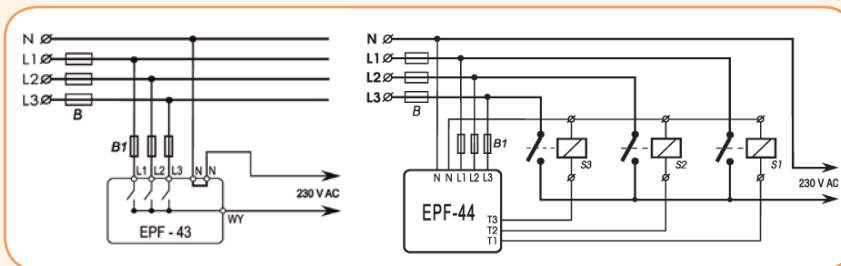 N
L1
L2
L3
B
B1
L1 L2 L3 N N
230 V AC
WY
EPF - 43
N
L1
L2
L3
B
B1
S3
S2
S1
N N L1 L2 L3
230 V AC
EPF-44
T3
T2
T1